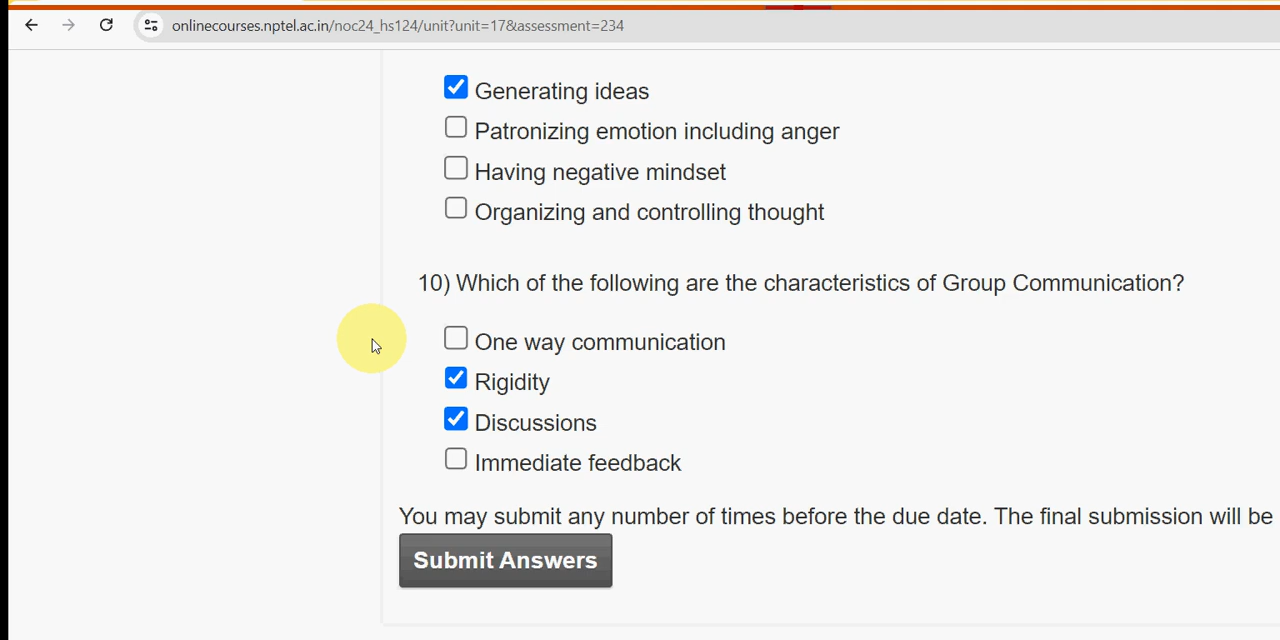 onlinecourses.nptel.ac.in/noc24_hs124/unit?unit=17&assessment=234
Generating ideas
Patronizing emotion including anger
Having negative mindset
Organizing and controlling thought
10) Which of the following are the characteristics of Group Communication?
One way communication
Rigidity
Discussions
Immediate feedback
You may submit any number of times before the due date. The final submission will be
Submit Answers